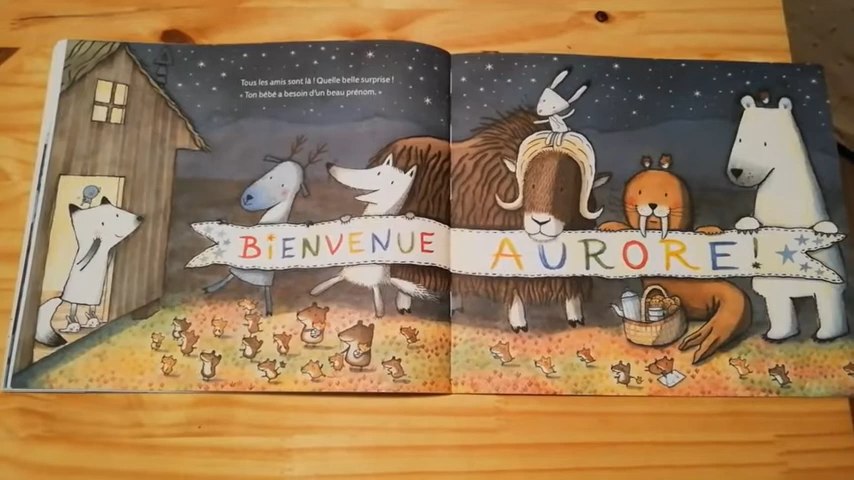 Tous les amis sont là ! Quelle belle surprise !
« Ton bébé a besoin d'un beau prénom. »
BIENVENUE AURORE!